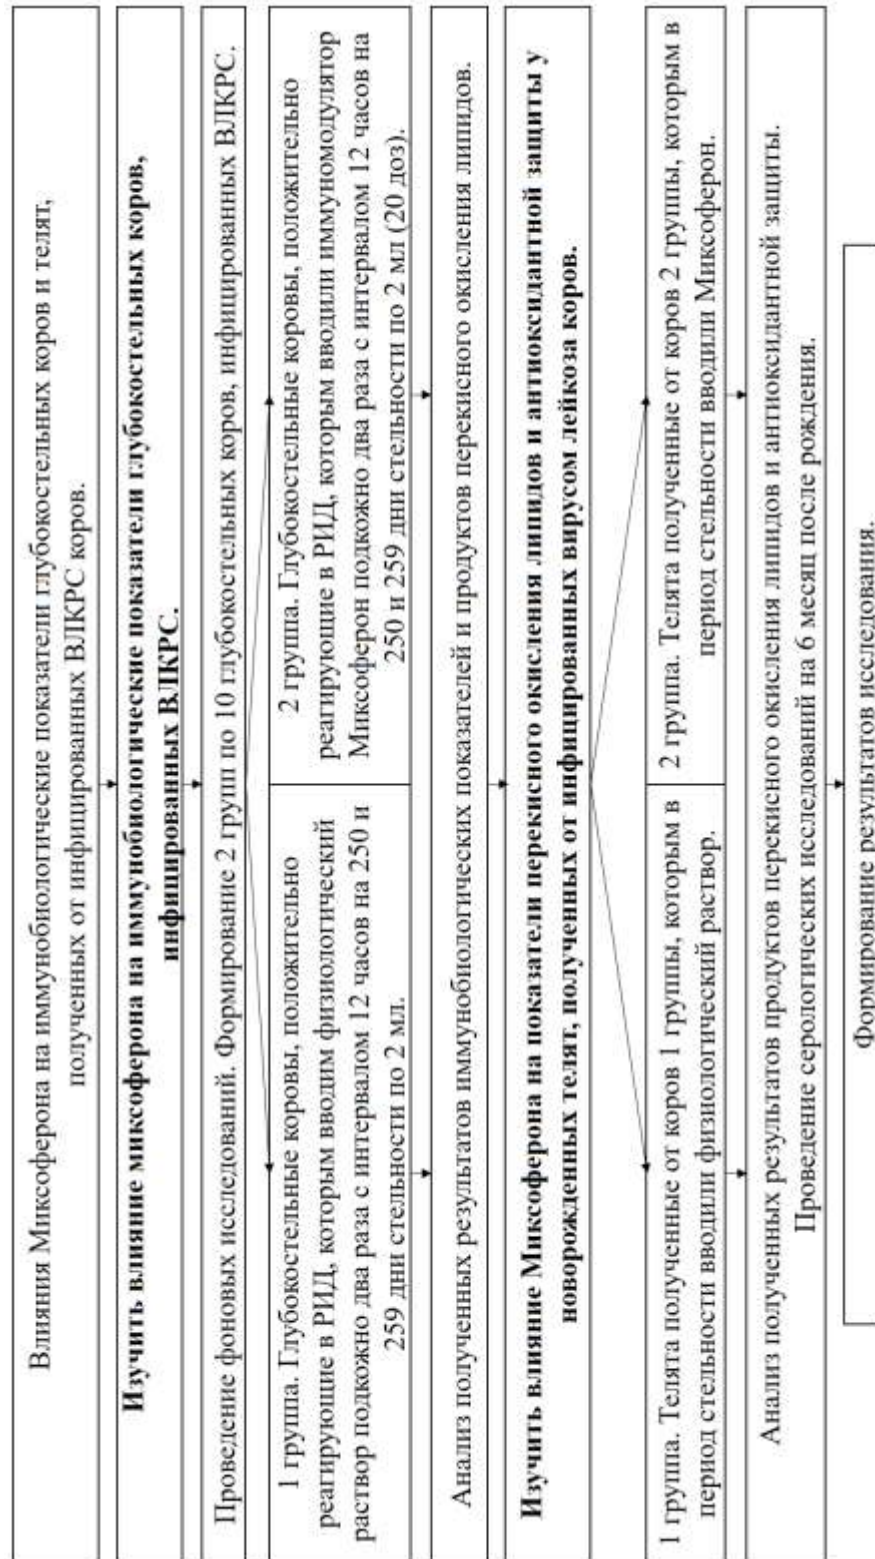 Влияния Миксоферона на иммунобиологические показатели глубокостельных коров и телят,
полученных от инфицированных ВЛКРС коров.
Изучить влияние миксоферона на иммунобиологические показатели глубокостельных коров,
инфицированных ВЛКРС.
Проведение фоновых исследований. Формирование 2 групп по 10 глубокостельных коров, инфицированных ВЛКРС.
1 группа. Глубокостельные коровы, положительно
реагирующие в РИД, которым вводим физиологический
раствор подкожно два раза с интервалом 12 часов на 250 и
259 дни стельности по 2 мл.
2 группа. Глубокостельные коровы, положительно
реагирующие в РИД, которым вводили иммуномодулятор
Миксоферон подкожно два раза с интервалом 12 часов на
250 и 259 дни стельности по 2 мл (20 доз).
Анализ полученных результатов иммунобиологических показателей и продуктов перекисного окисления липидов.
Изучить влияние Миксоферона на показатели перекисного окисления липидов и антиоксидантной защиты у
новорожденных телят, полученных от инфицированных вирусом лейкоза коров.
1 группа. Телята полученные от коров 1 группы, которым в
период стельности вводили физиологический раствор.
2 группа. Телята полученные от коров 2 группы, которым в
период стельности вводили Миксоферон.
Анализ полученных результатов продуктов перекисного окисления липидов и антиоксидантной защиты.
Проведение серологических исследований на 6 месяц после рождения.
Формирование результатов исследования.